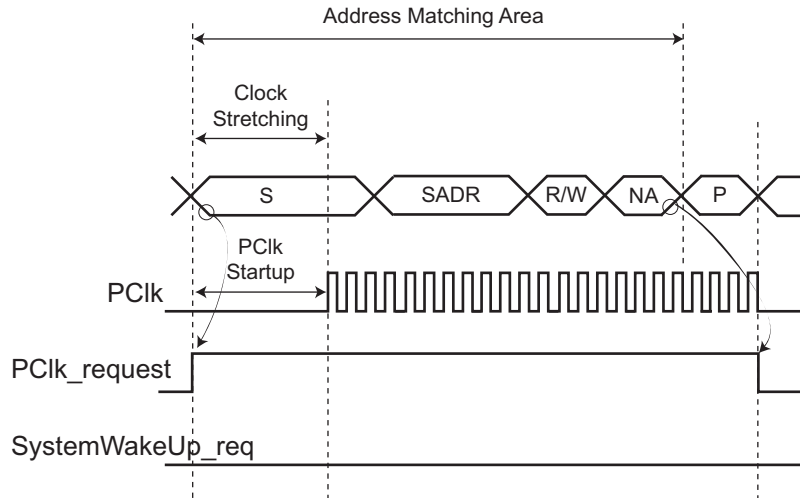 Address Matching Area
Clock
Stretching
S SADR R/W NA P
PClk
Startup
PClk
PClk_request
SystemWakeUp_req